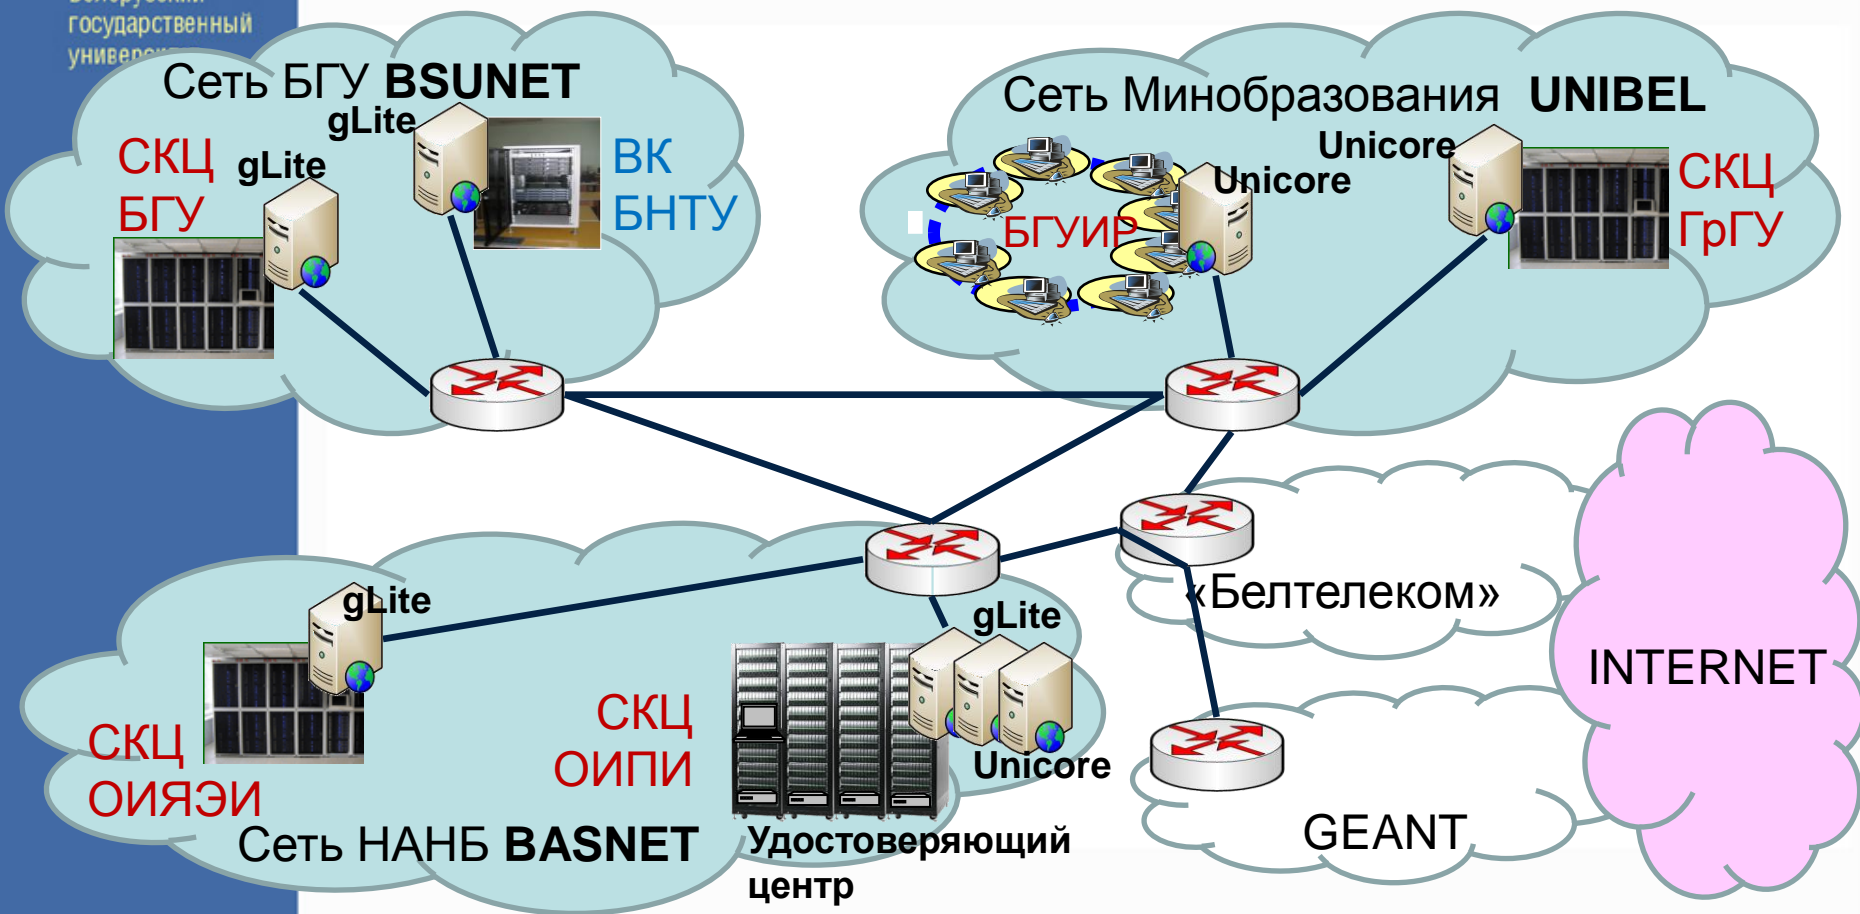 государственный
Сеть БГУ BSUNET
gLite
СКЦ
БГУ
gLite
ВК
БНТУ
Сеть Минобразования UNIBEL
Unicore
Unicore
БГУИР
СКЦ
ГрГУ
«Белтелеком»
INTERNET
GEANT
gLite
СКЦ
ОИЯЭИ
gLite
СКЦ
ОИПИ
Unicore
Сеть НАНБ BASNET
Удостоверяющий
центр